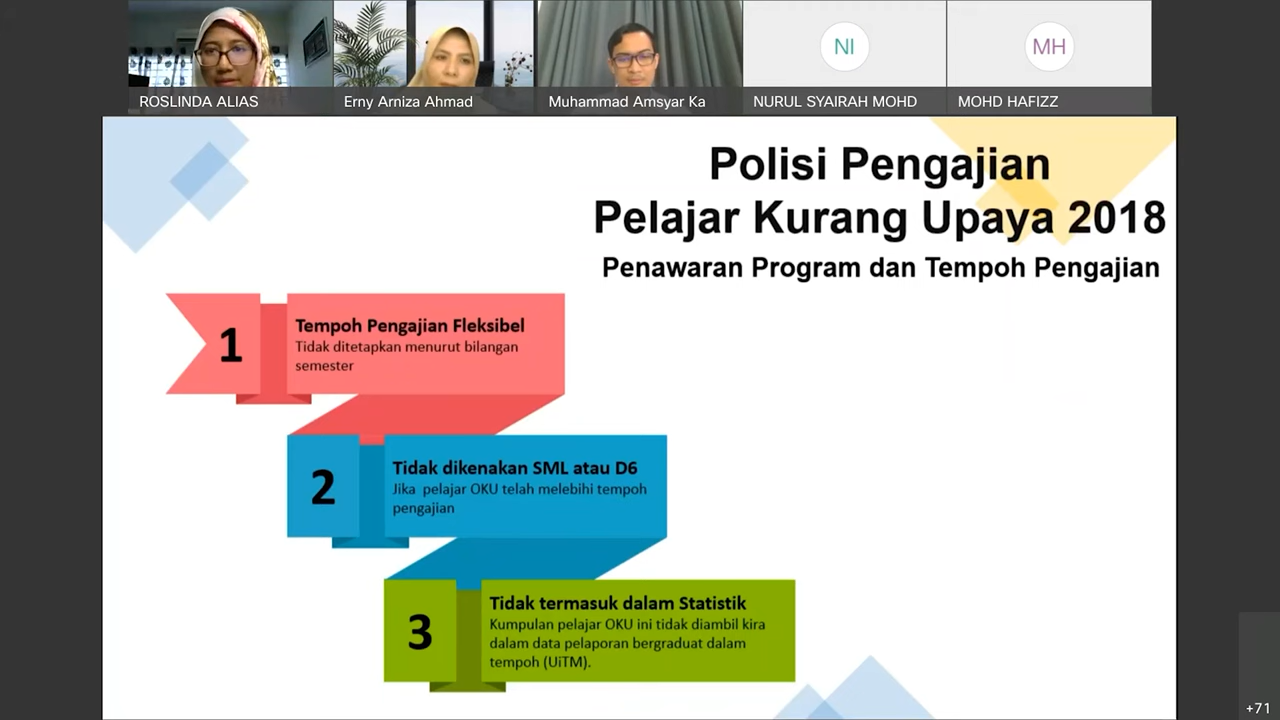 NI
MH
ROSLINDA ALIAS
Erny Arniza Ahmad
Muhammad Amsyar Ka
NURUL SYAIRAH MOHD
MOHD HAFIZZ
Polisi Pengajian
Pelajar Kurang Upaya 2018
Penawaran Program dan Tempoh Pengajian
1
Tempoh Pengajian Fleksibel
Tidak ditetapkan menurut bilangan
semester
2
Tidak dikenakan SML atau D6
Jika pelajar OKU telah melebihi tempoh
pengajian
3
Tidak termasuk dalam Statistik
Kumpulan pelajar OKU ini tidak diambil kira
dalam data pelaporan bergraduat dalam
tempoh (UiTM).
+71